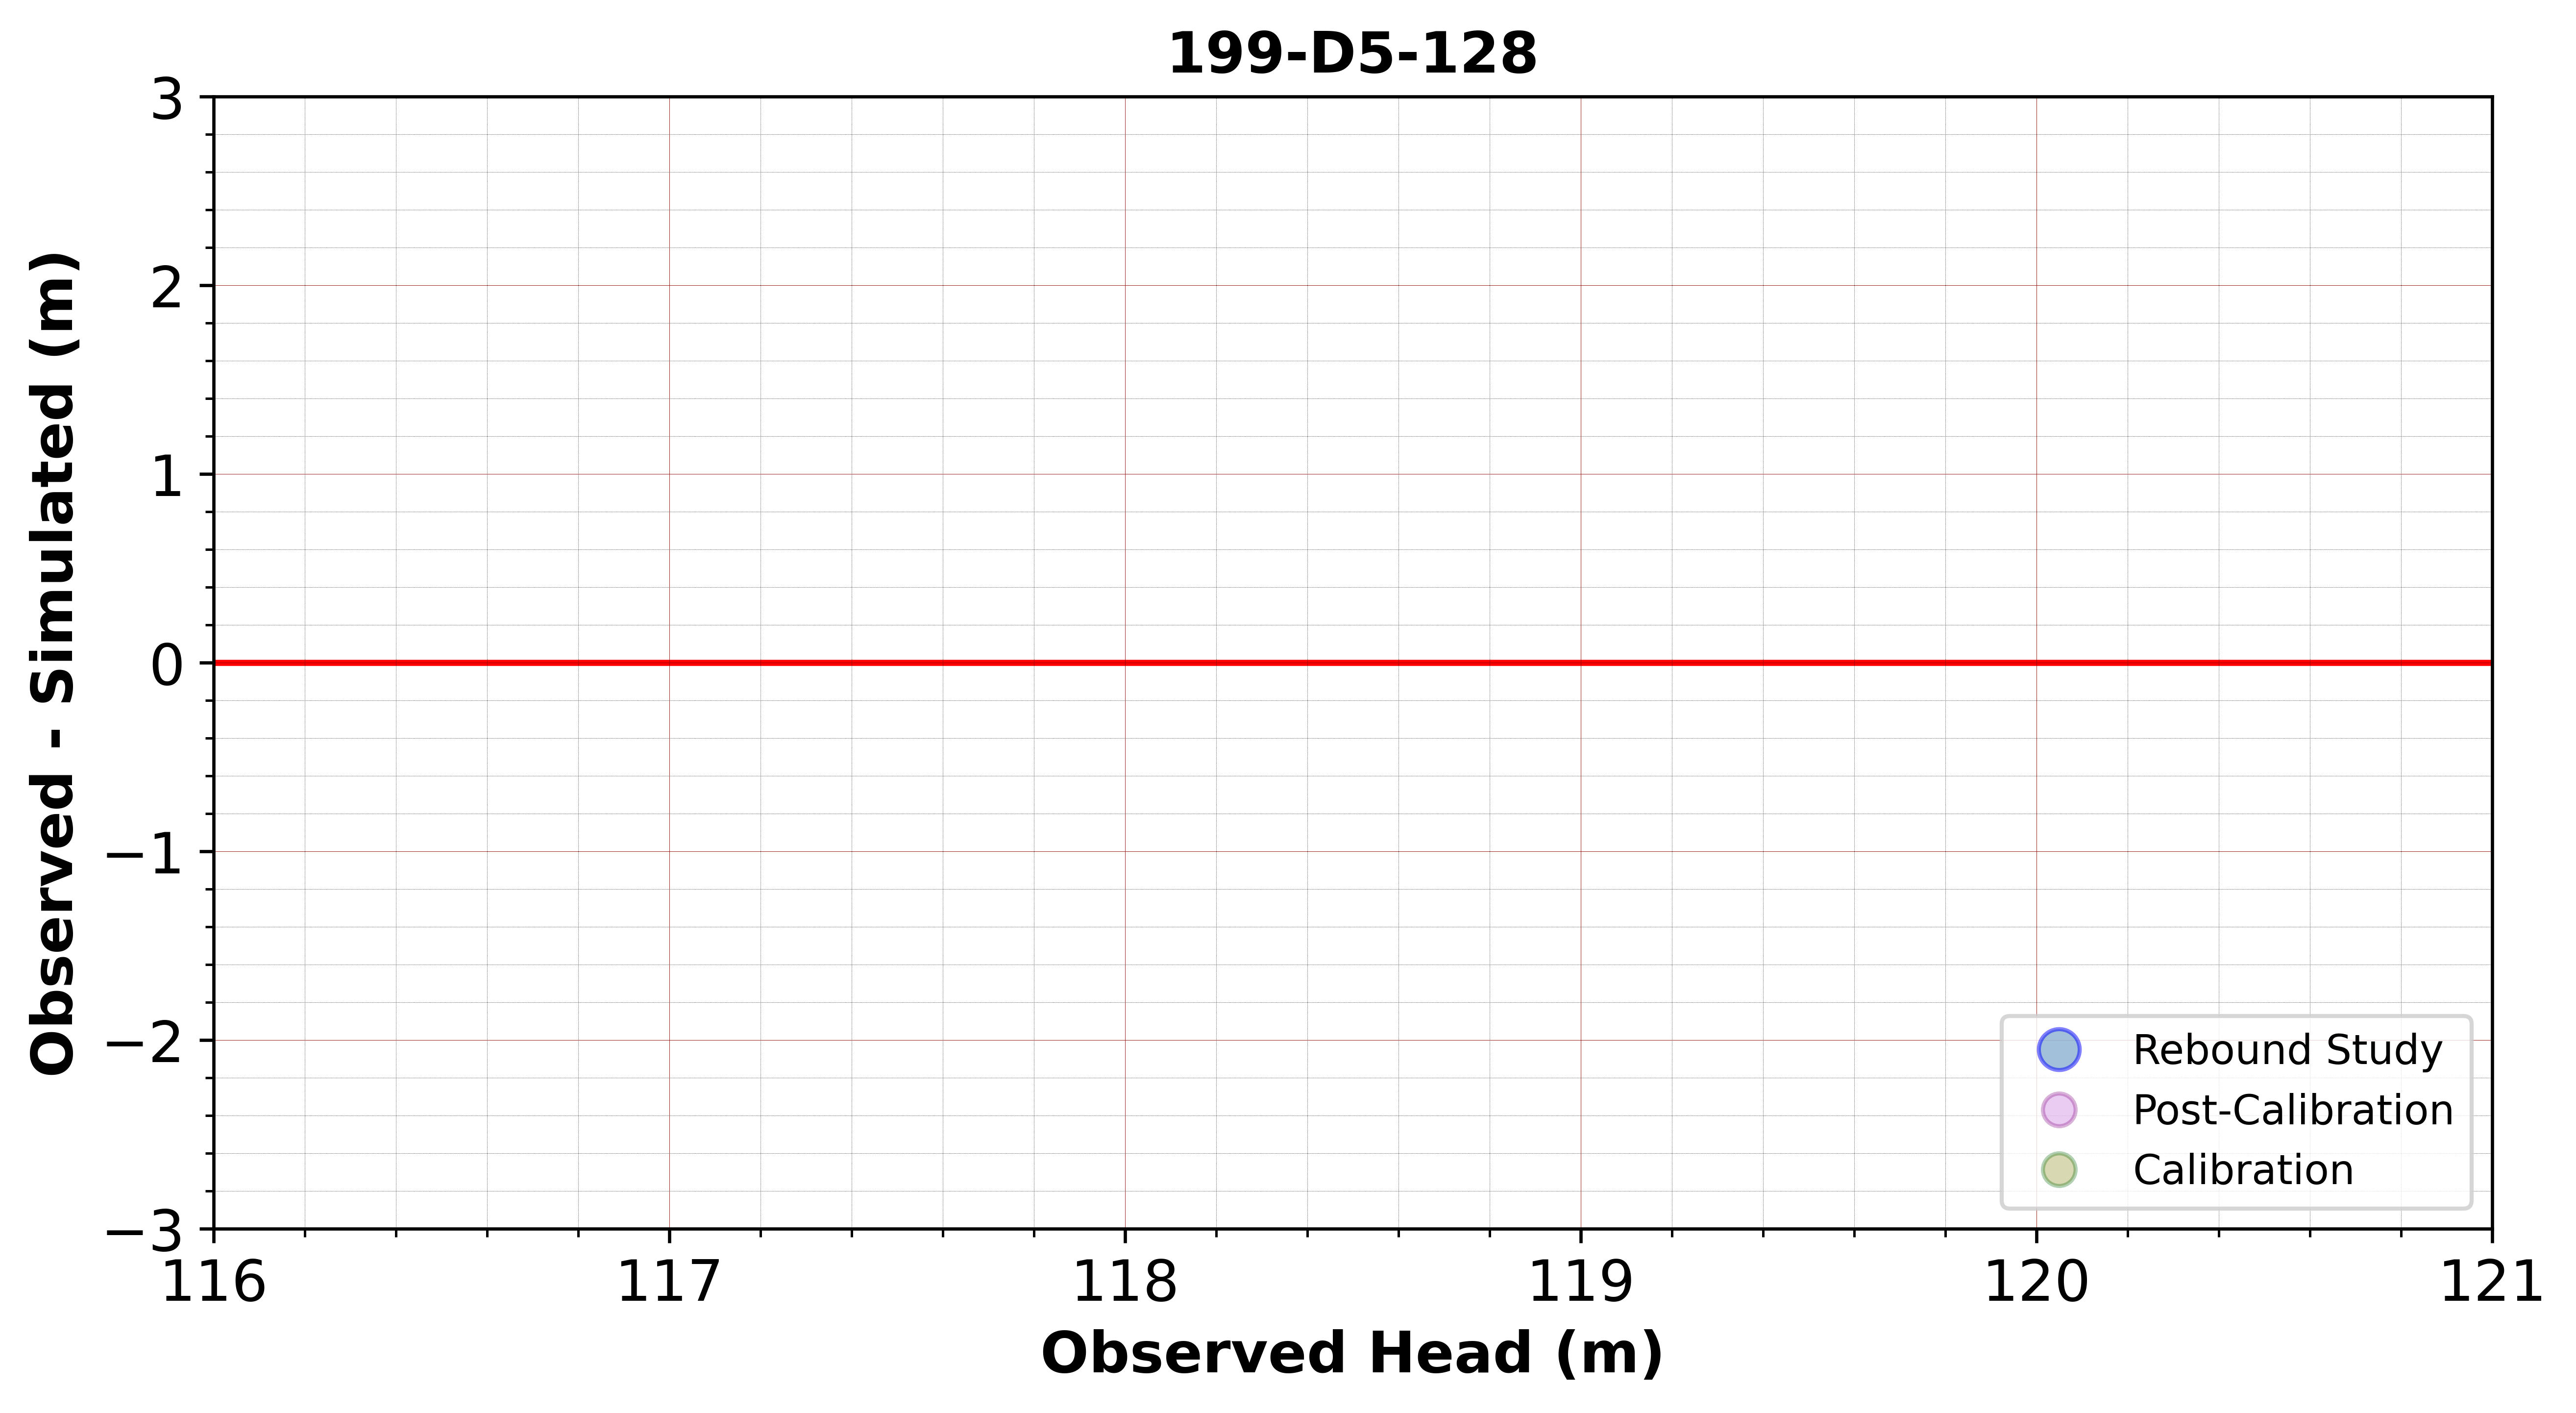 199-D5-128
3
2
1
0
−1
−2
−3
Observed - Simulated (m)
116 117 118 119 120 121
Observed Head (m)
Rebound Study
Post-Calibration
Calibration